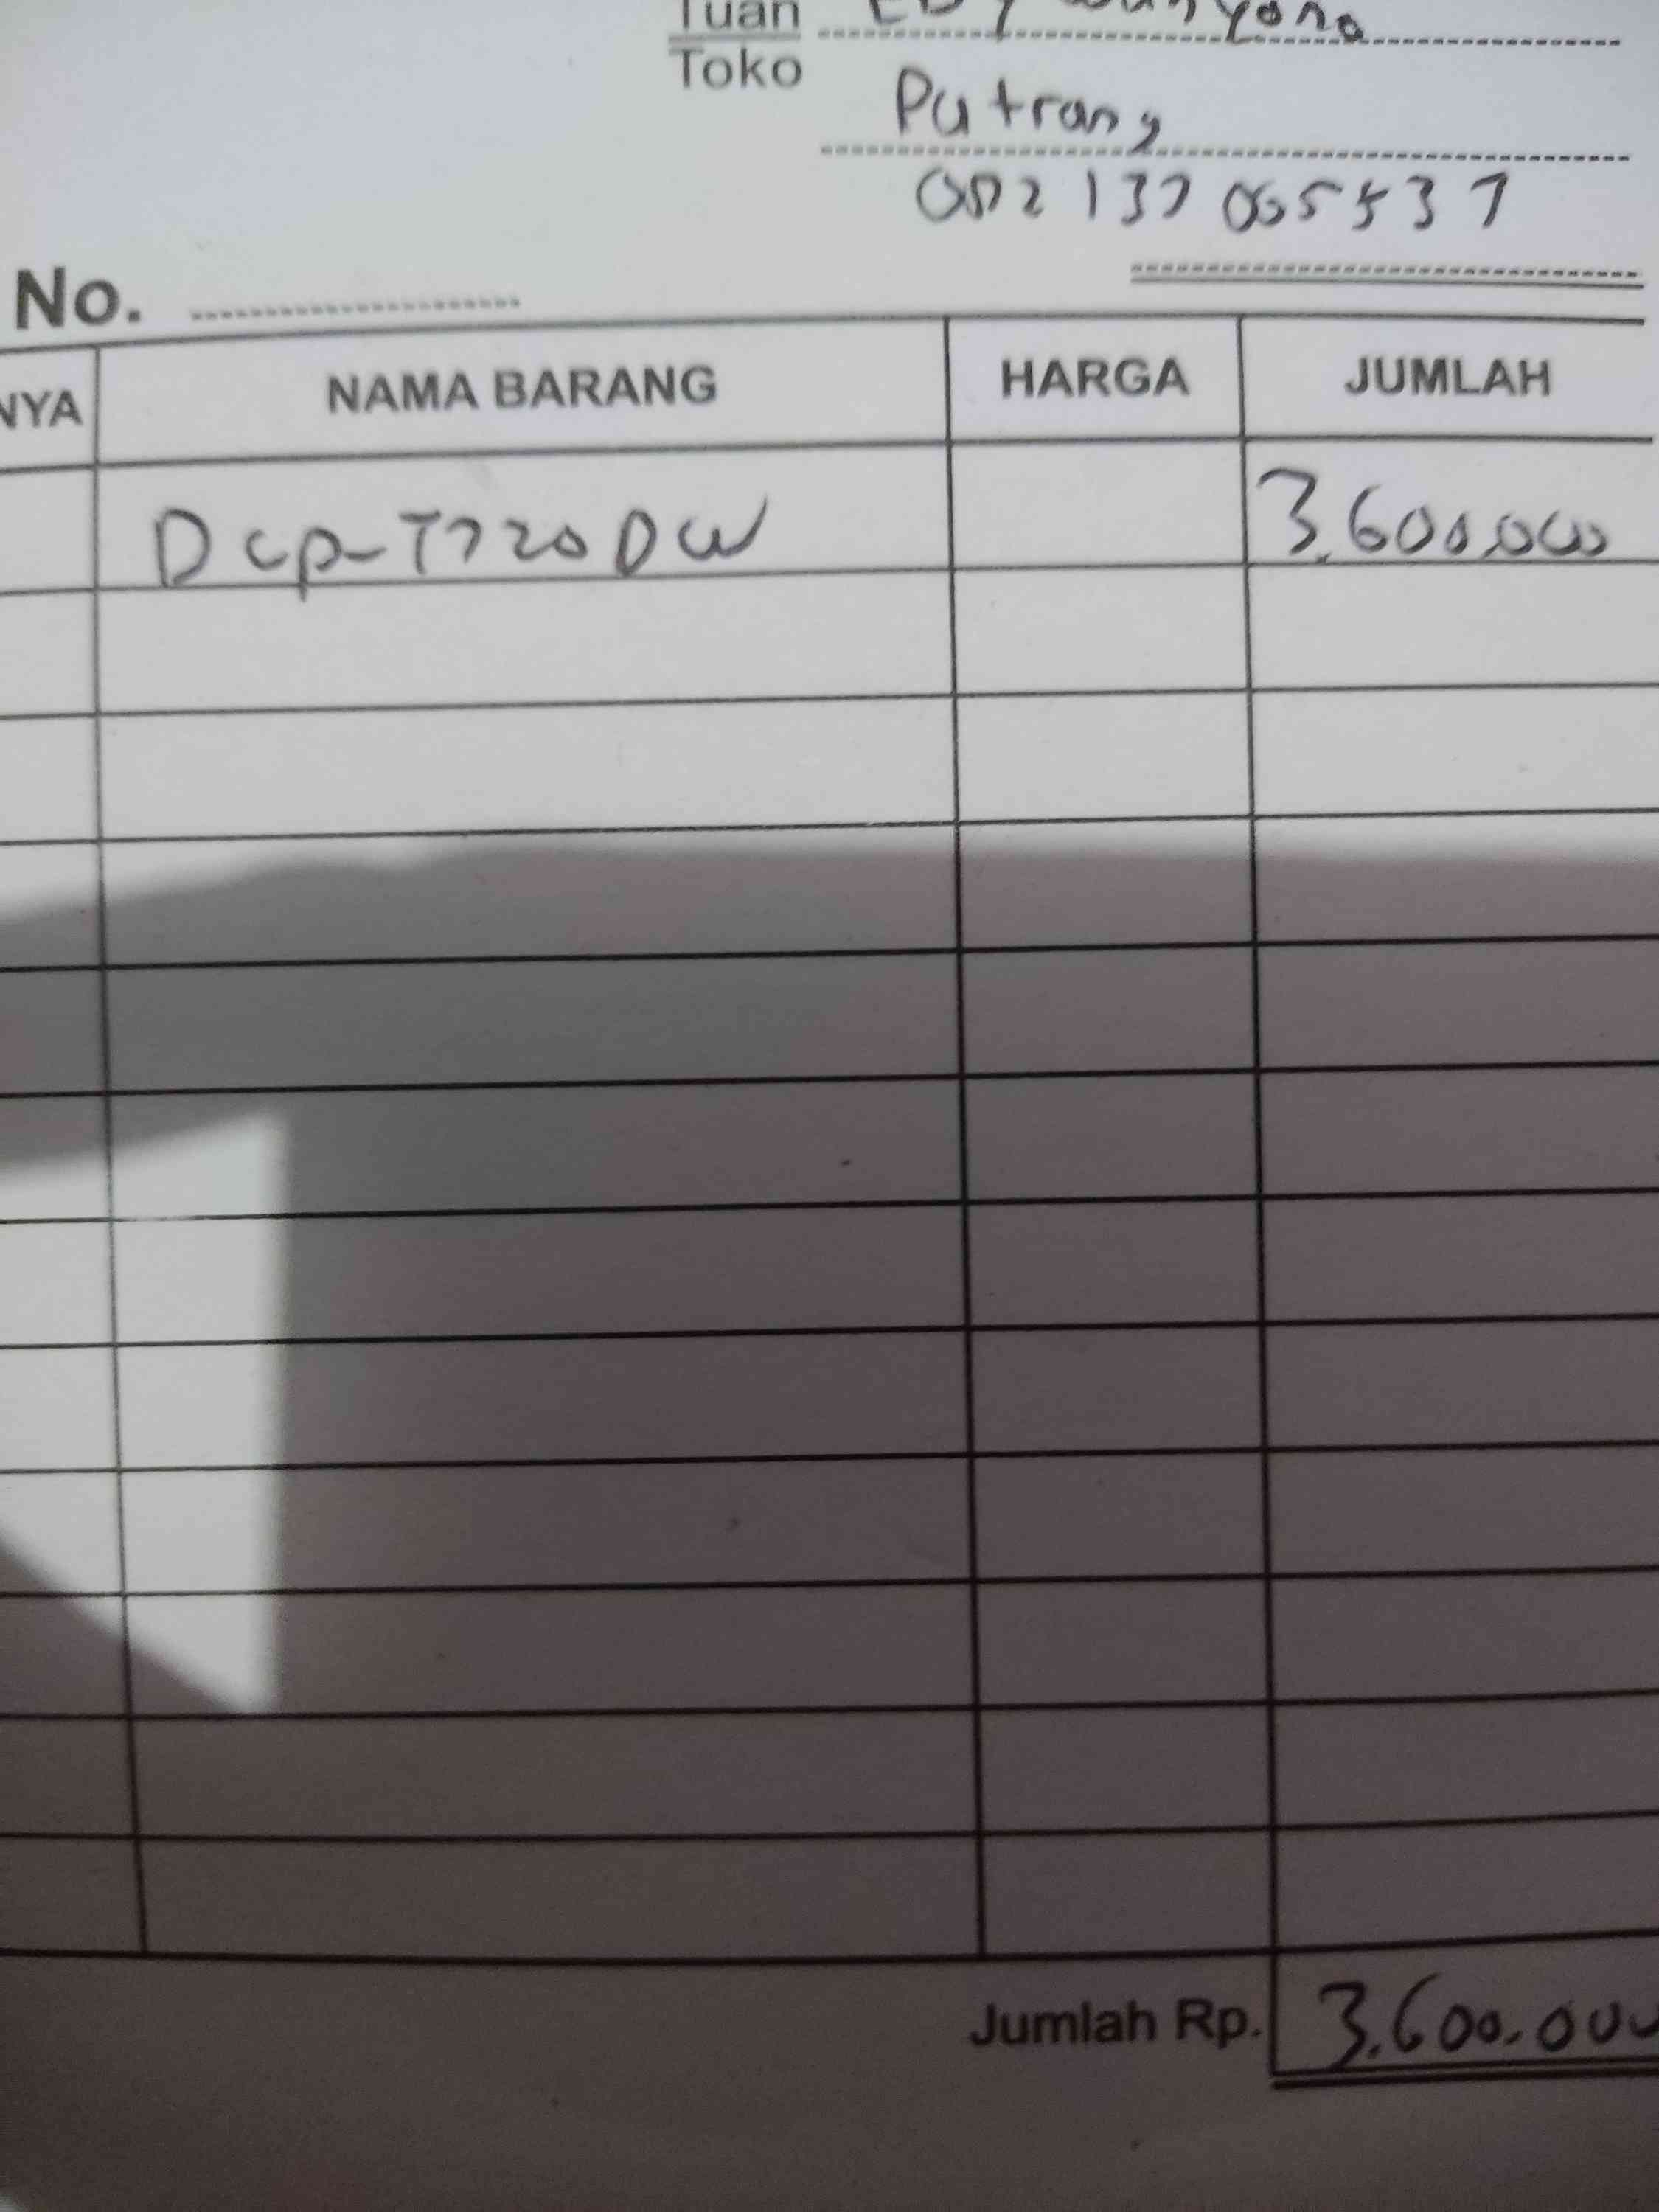 Tuan
Toko
Putrang
082137065537
No.
NYA NAMA BARANG HARGA JUMLAH
Dcp-T720DW 3.600.000
Jumlah Rp. 3.600.000